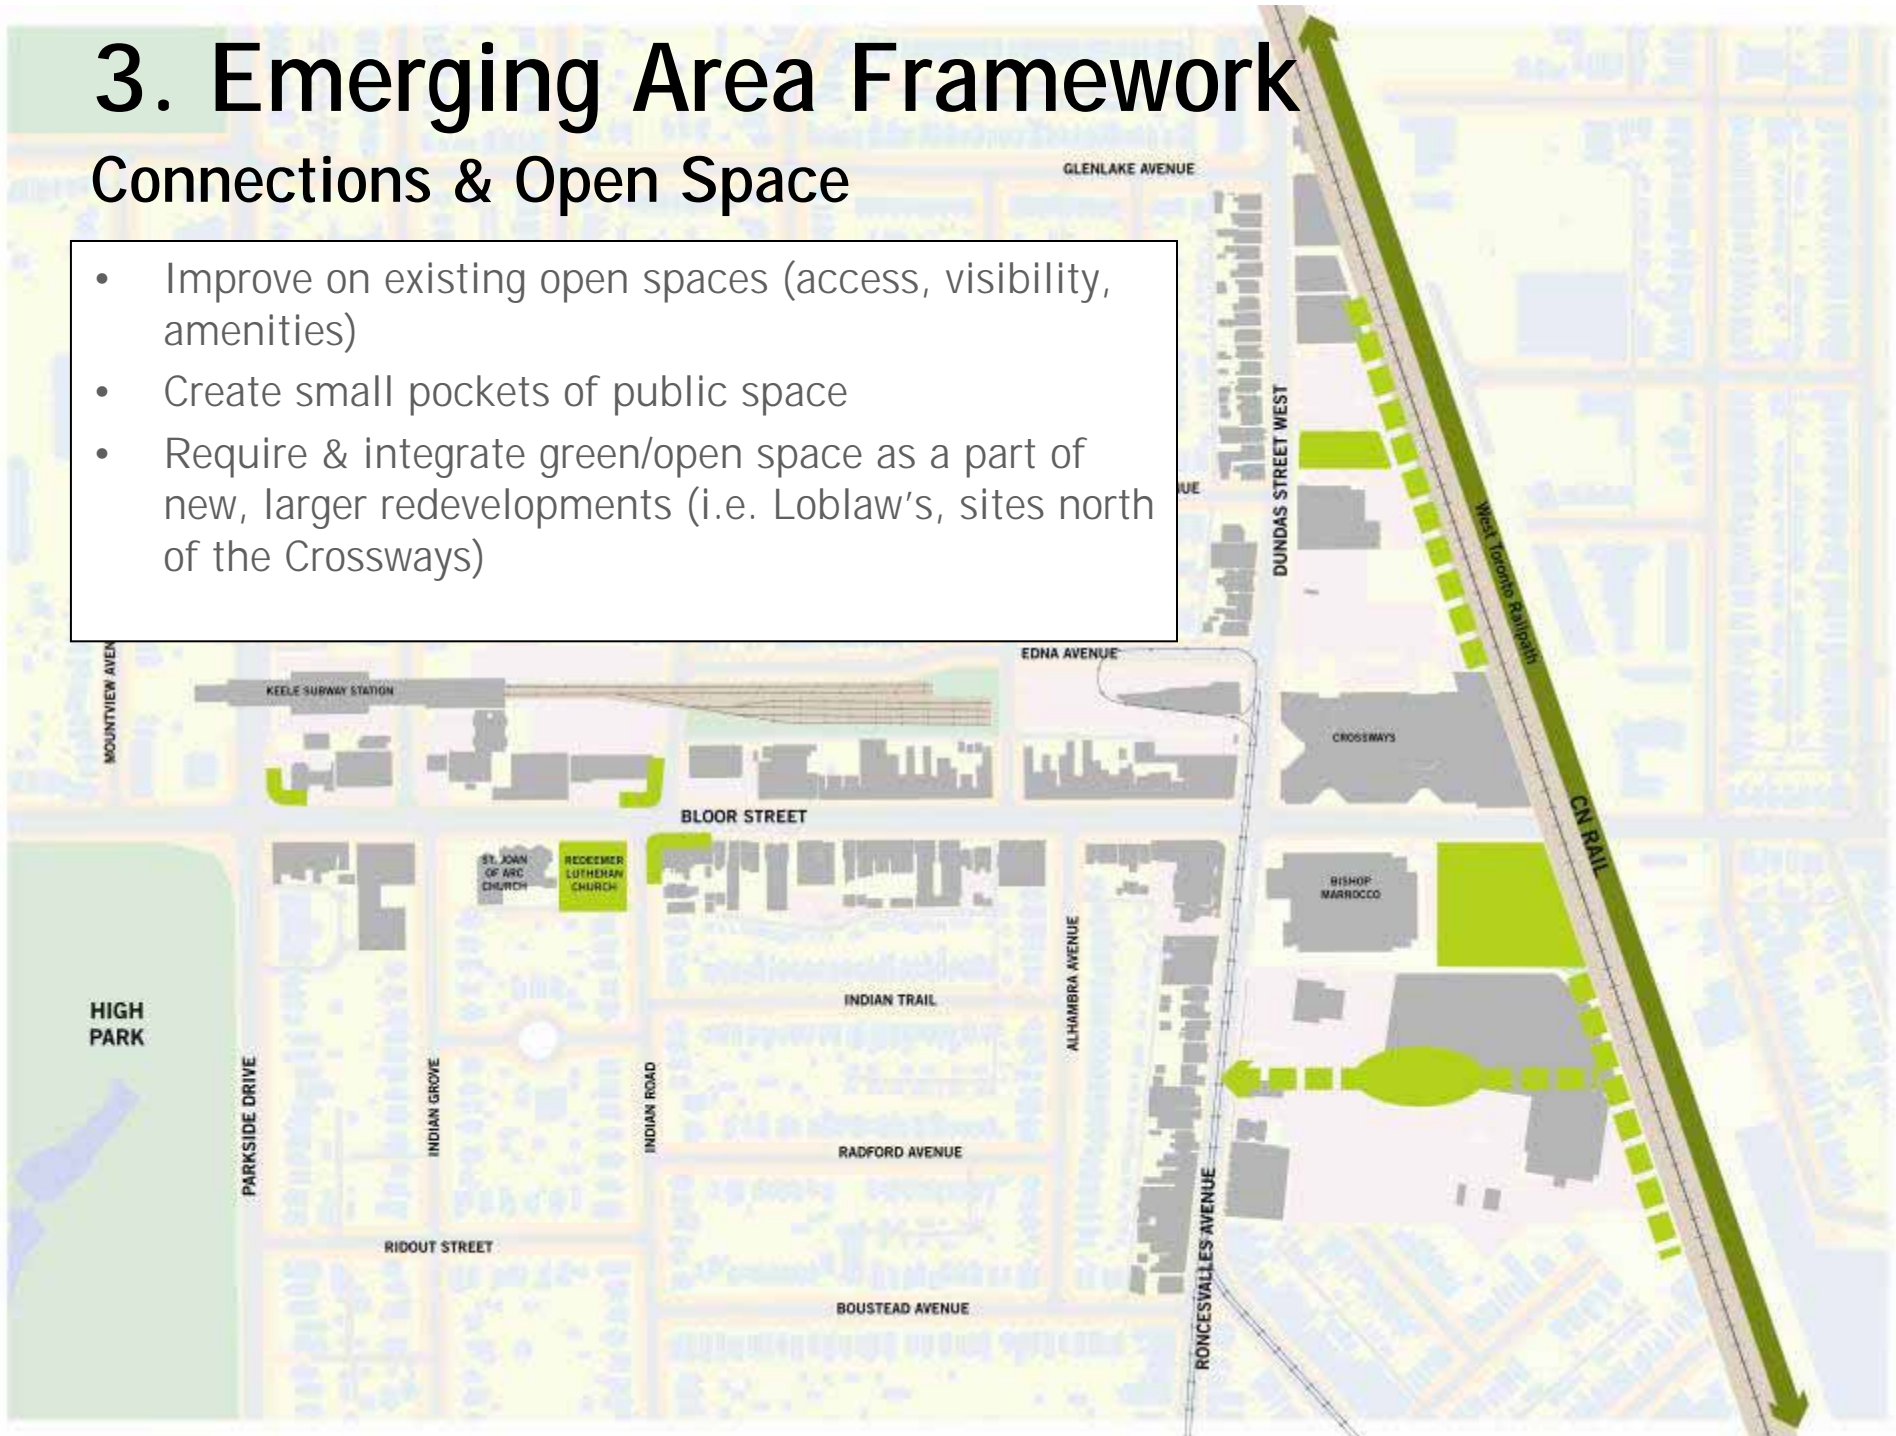 3. Emerging Area Framework
Connections & Open Space
• Improve on existing open spaces (access, visibility,
amenities)
• Create small pockets of public space
• Require & integrate green/open space as a part of
new, larger redevelopments (i.e. Loblaw's, sites north
of the Crossways)
GLENLAKE AVENUE
DUNDAS STREET WEST
UE
West Toronto Railpath
MOUNTVIEW AVEN
KEELE SUBWAY STATION
EDNA AVENUE
CROSSWAYS
BLOOR STREET
CN RAIL
ST. JOAN
OF ARC
CHURCH
REDEEMER
LUTHERAN
CHURCH
BISHOP
MARROCCO
HIGH
PARK
PARKSIDE DRIVE
INDIAN GROVE
INDIAN ROAD
INDIAN TRAIL
ALHAMBRA AVENUE
RADFORD AVENUE
RONCESVALLES AVENUE
RIDOUT STREET
BOUSTEAD AVENUE